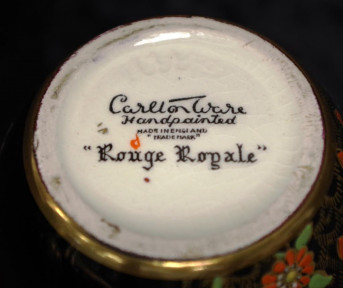 Carlton Ware
Handpainted
MADE IN ENGLAND
"TRADE MARK"
"Rouge Royale"